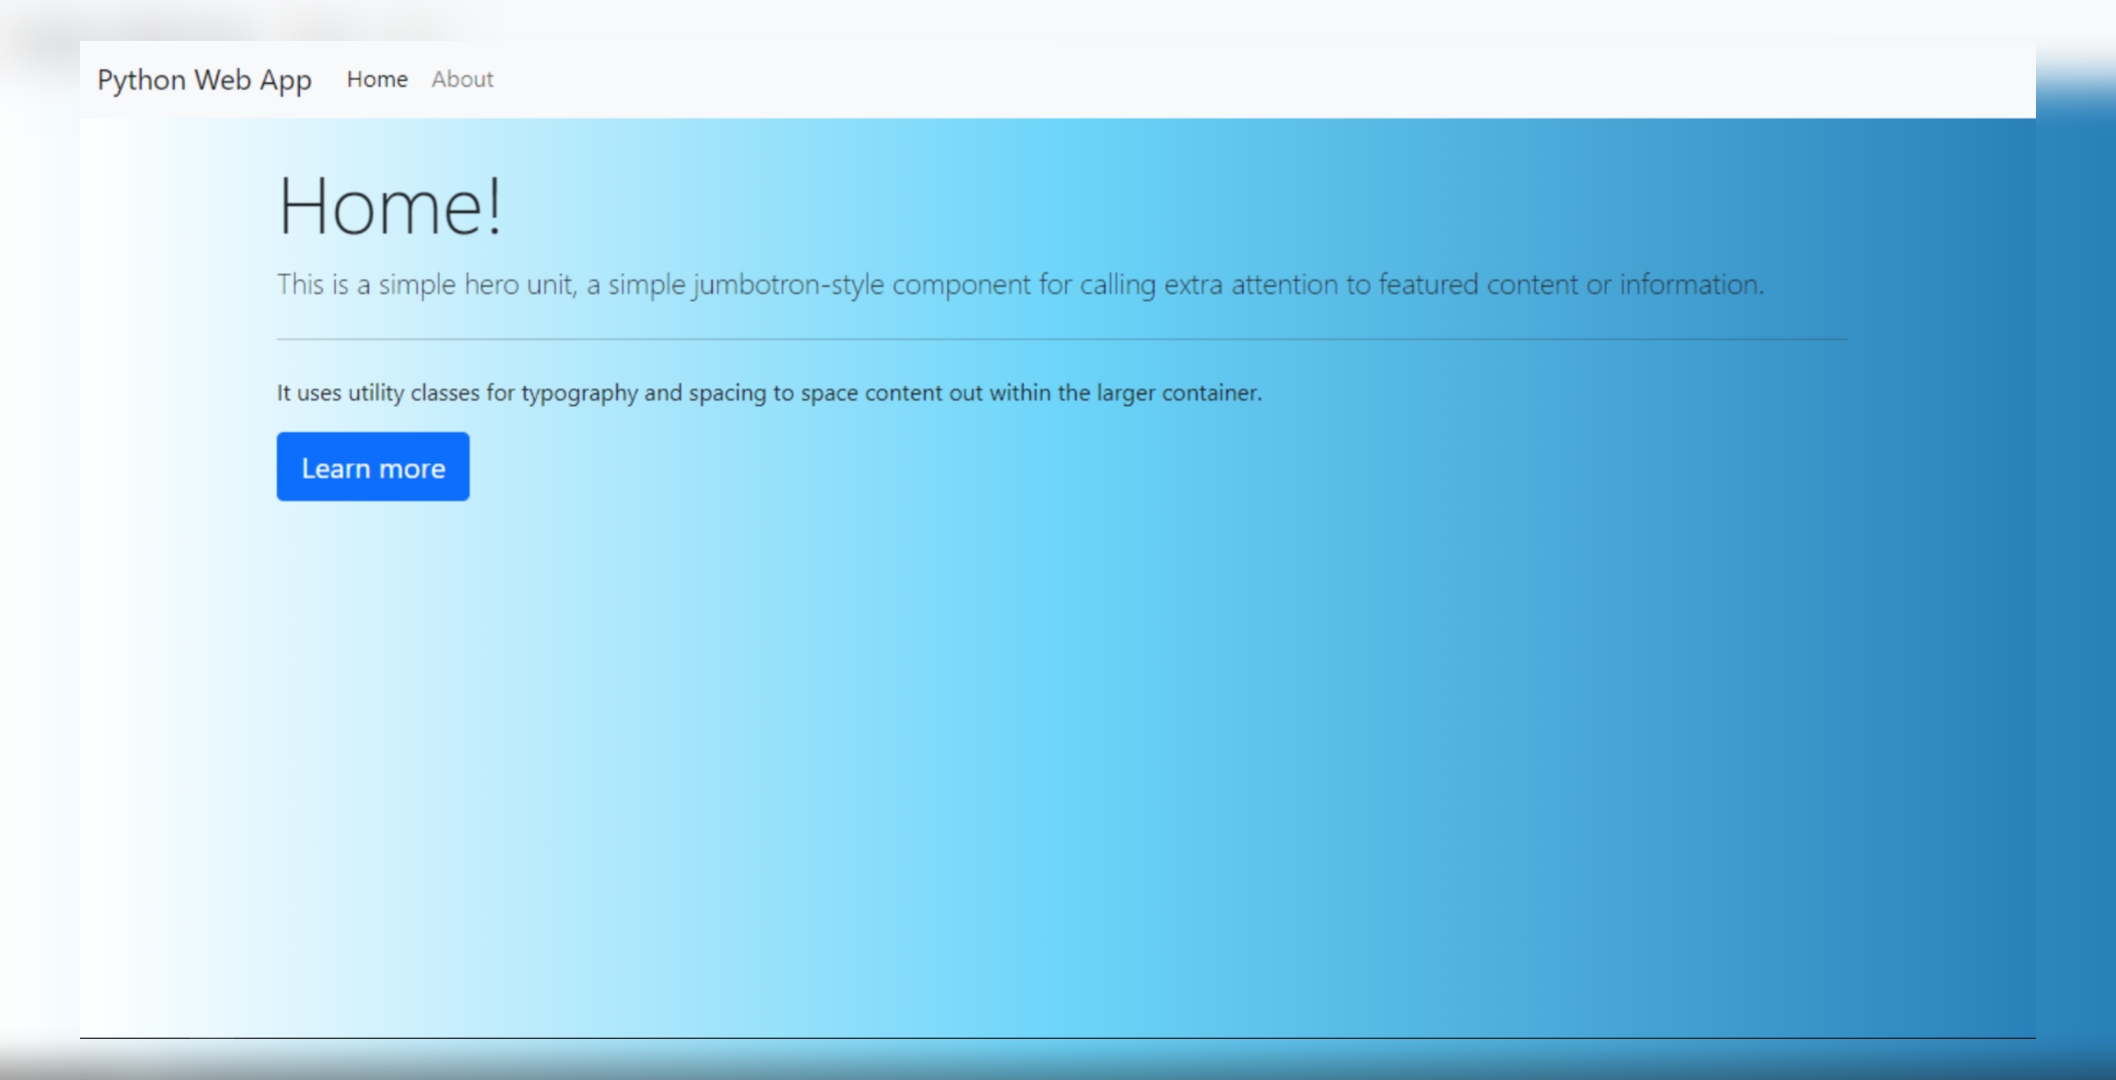 Python Web App Home About
Home!
This is a simple hero unit, a simple jumbotron-style component for calling extra attention to featured content or information.
It uses utility classes for typography and spacing to space content out within the larger container.
Learn more